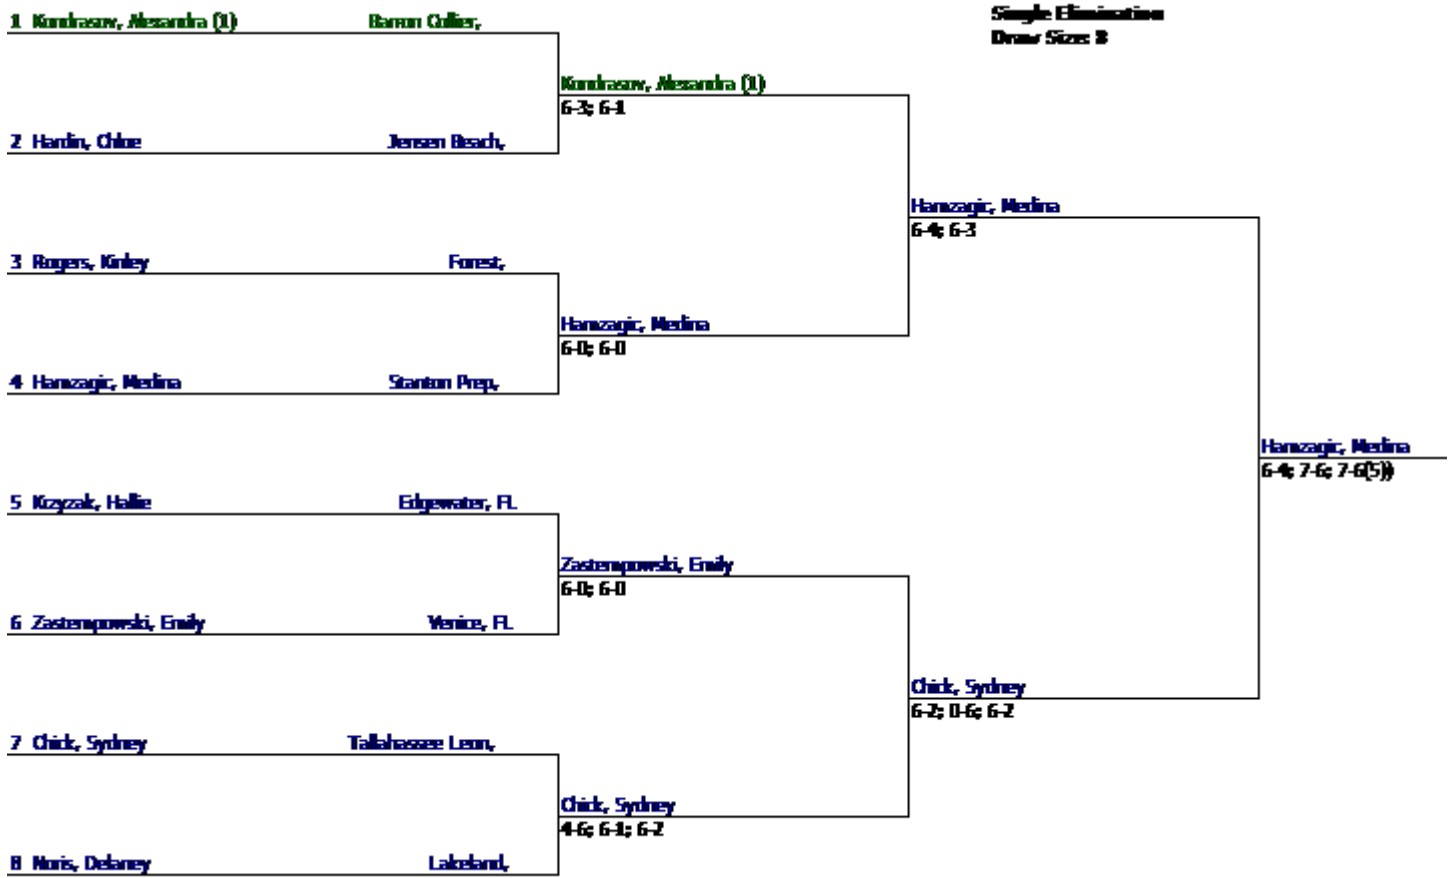 Single Elimination
Draw Size: 8
1 Kondrasov, Alexandra (1) Barron Collier,
Kondrasov, Alexandra (1)
6-3; 6-1
2 Hardin, Chloe Jensen Beach,
Hamzagic, Medina
6-4; 6-3
3 Rogers, Kinley Forest,
Hamzagic, Medina
6-0; 6-0
4 Hamzagic, Medina Stanton Prep,
Hamzagic, Medina
6-4; 7-6; 7-6(5))
5 Krzyzak, Hallie Edgewater, FL
Zastempowski, Emily
6-0; 6-0
6 Zastempowski, Emily Venice, FL
Chick, Sydney
6-2; 0-6; 6-2
7 Chick, Sydney Tallahassee Leon,
Chick, Sydney
4-6; 6-1; 6-2
8 Noris, Delaney Lakeland,